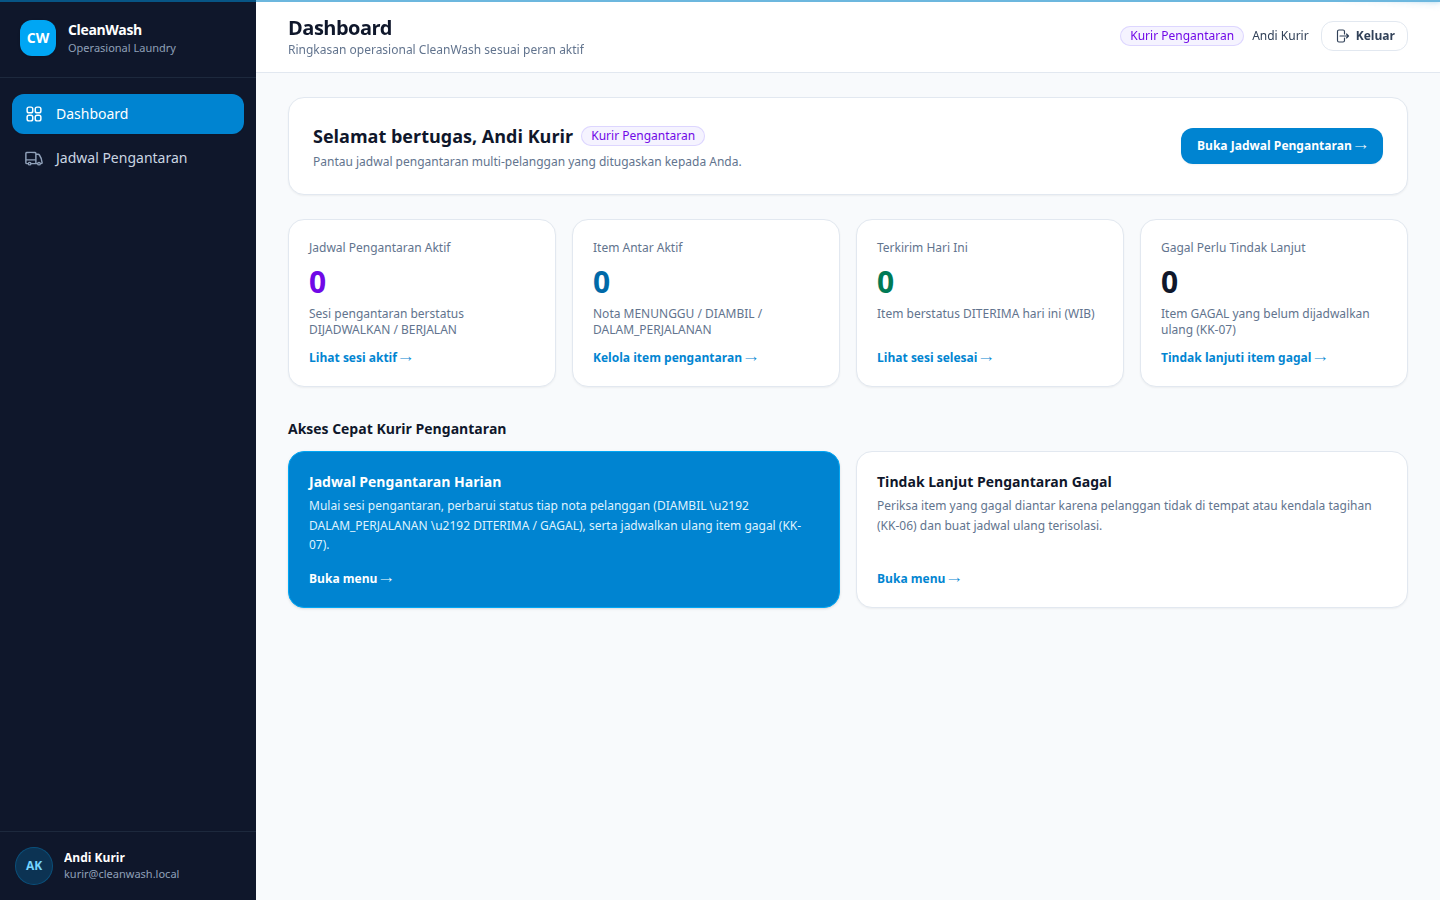 CW
CleanWash
Operasional Laundry
Dashboard
Jadwal Pengantaran
AK
Andi Kurir
kurir@cleanwash.local
Dashboard
Ringkasan operasional CleanWash sesuai peran aktif
Kurir Pengantaran
Andi Kurir
Keluar
Selamat bertugas, Andi Kurir
Kurir Pengantaran
Pantau jadwal pengantaran multi-pelanggan yang ditugaskan kepada Anda.
Buka Jadwal Pengantaran →
Jadwal Pengantaran Aktif
0
Sesi pengantaran berstatus
DIJADWALKAN / BERJALAN
Lihat sesi aktif →
Item Antar Aktif
0
Nota MENUNGGU / DIAMBIL /
DALAM_PERJALANAN
Kelola item pengantaran →
Terkirim Hari Ini
0
Item berstatus DITERIMA hari ini (WIB)
Lihat sesi selesai →
Gagal Perlu Tindak Lanjut
0
Item GAGAL yang belum dijadwalkan
ulang (KK-07)
Tindak lanjuti item gagal →
Akses Cepat Kurir Pengantaran
Jadwal Pengantaran Harian
Mulai sesi pengantaran, perbarui status tiap nota pelanggan (DIAMBIL \u2192
DALAM_PERJALANAN \u2192 DITERIMA / GAGAL), serta jadwalkan ulang item gagal (KK-
07).
Buka menu →
Tindak Lanjut Pengantaran Gagal
Periksa item yang gagal diantar karena pelanggan tidak di tempat atau kendala tagihan
(KK-06) dan buat jadwal ulang terisolasi.
Buka menu →